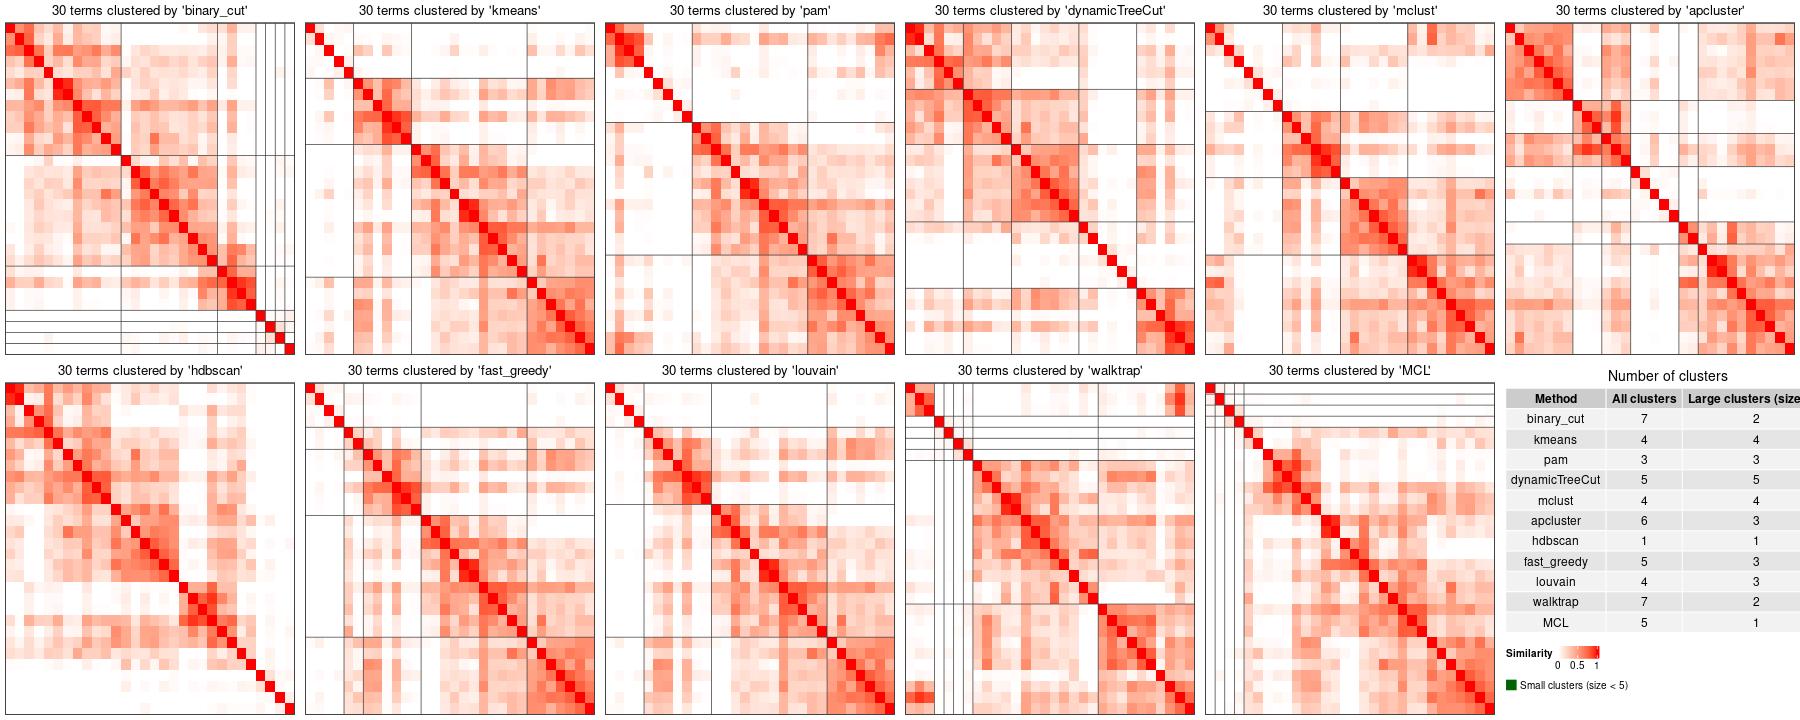 30 terms clustered by 'binary_cut'
30 terms clustered by 'kmeans'
30 terms clustered by 'pam'
30 terms clustered by 'dynamicTreeCut'
30 terms clustered by 'mclust'
30 terms clustered by 'apcluster'
30 terms clustered by 'hdbscan'
30 terms clustered by 'fast_greedy'
30 terms clustered by 'louvain'
30 terms clustered by 'walktrap'
30 terms clustered by 'MCL'
Number of clusters
Method All clusters Large clusters (size
binary_cut 7 2
kmeans 4 4
pam 3 3
dynamicTreeCut 5 5
mclust 4 4
apcluster 6 3
hdbscan 1 1
fast_greedy 5 3
louvain 4 3
walktrap 7 2
MCL 5 1
Similarity
0 0.5 1
Small clusters (size < 5)